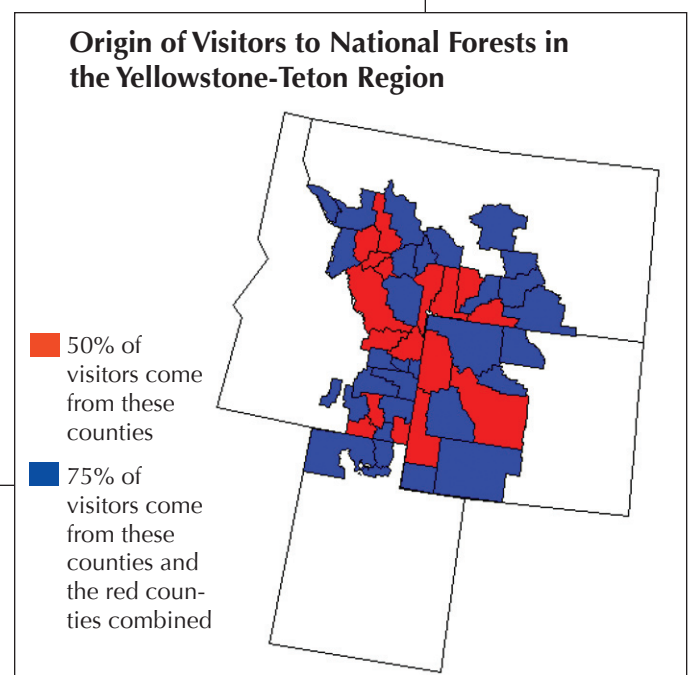 Origin of Visitors to National Forests in
the Yellowstone-Teton Region
50% of
visitors come
from these
counties
75% of
visitors come
from these
counties and
the red coun-
ties combined